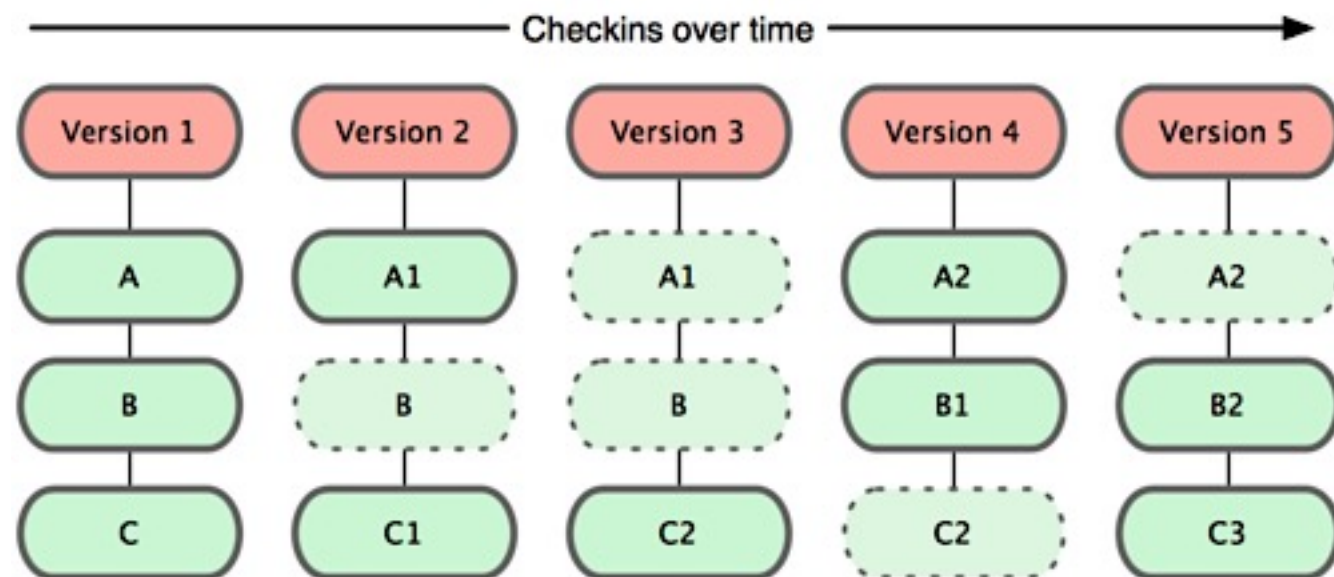 Checkins over time
Version 1 Version 2 Version 3 Version 4 Version 5
A A1 A1 A2 A2
B B B B1 B2
C C1 C2 C2 C3